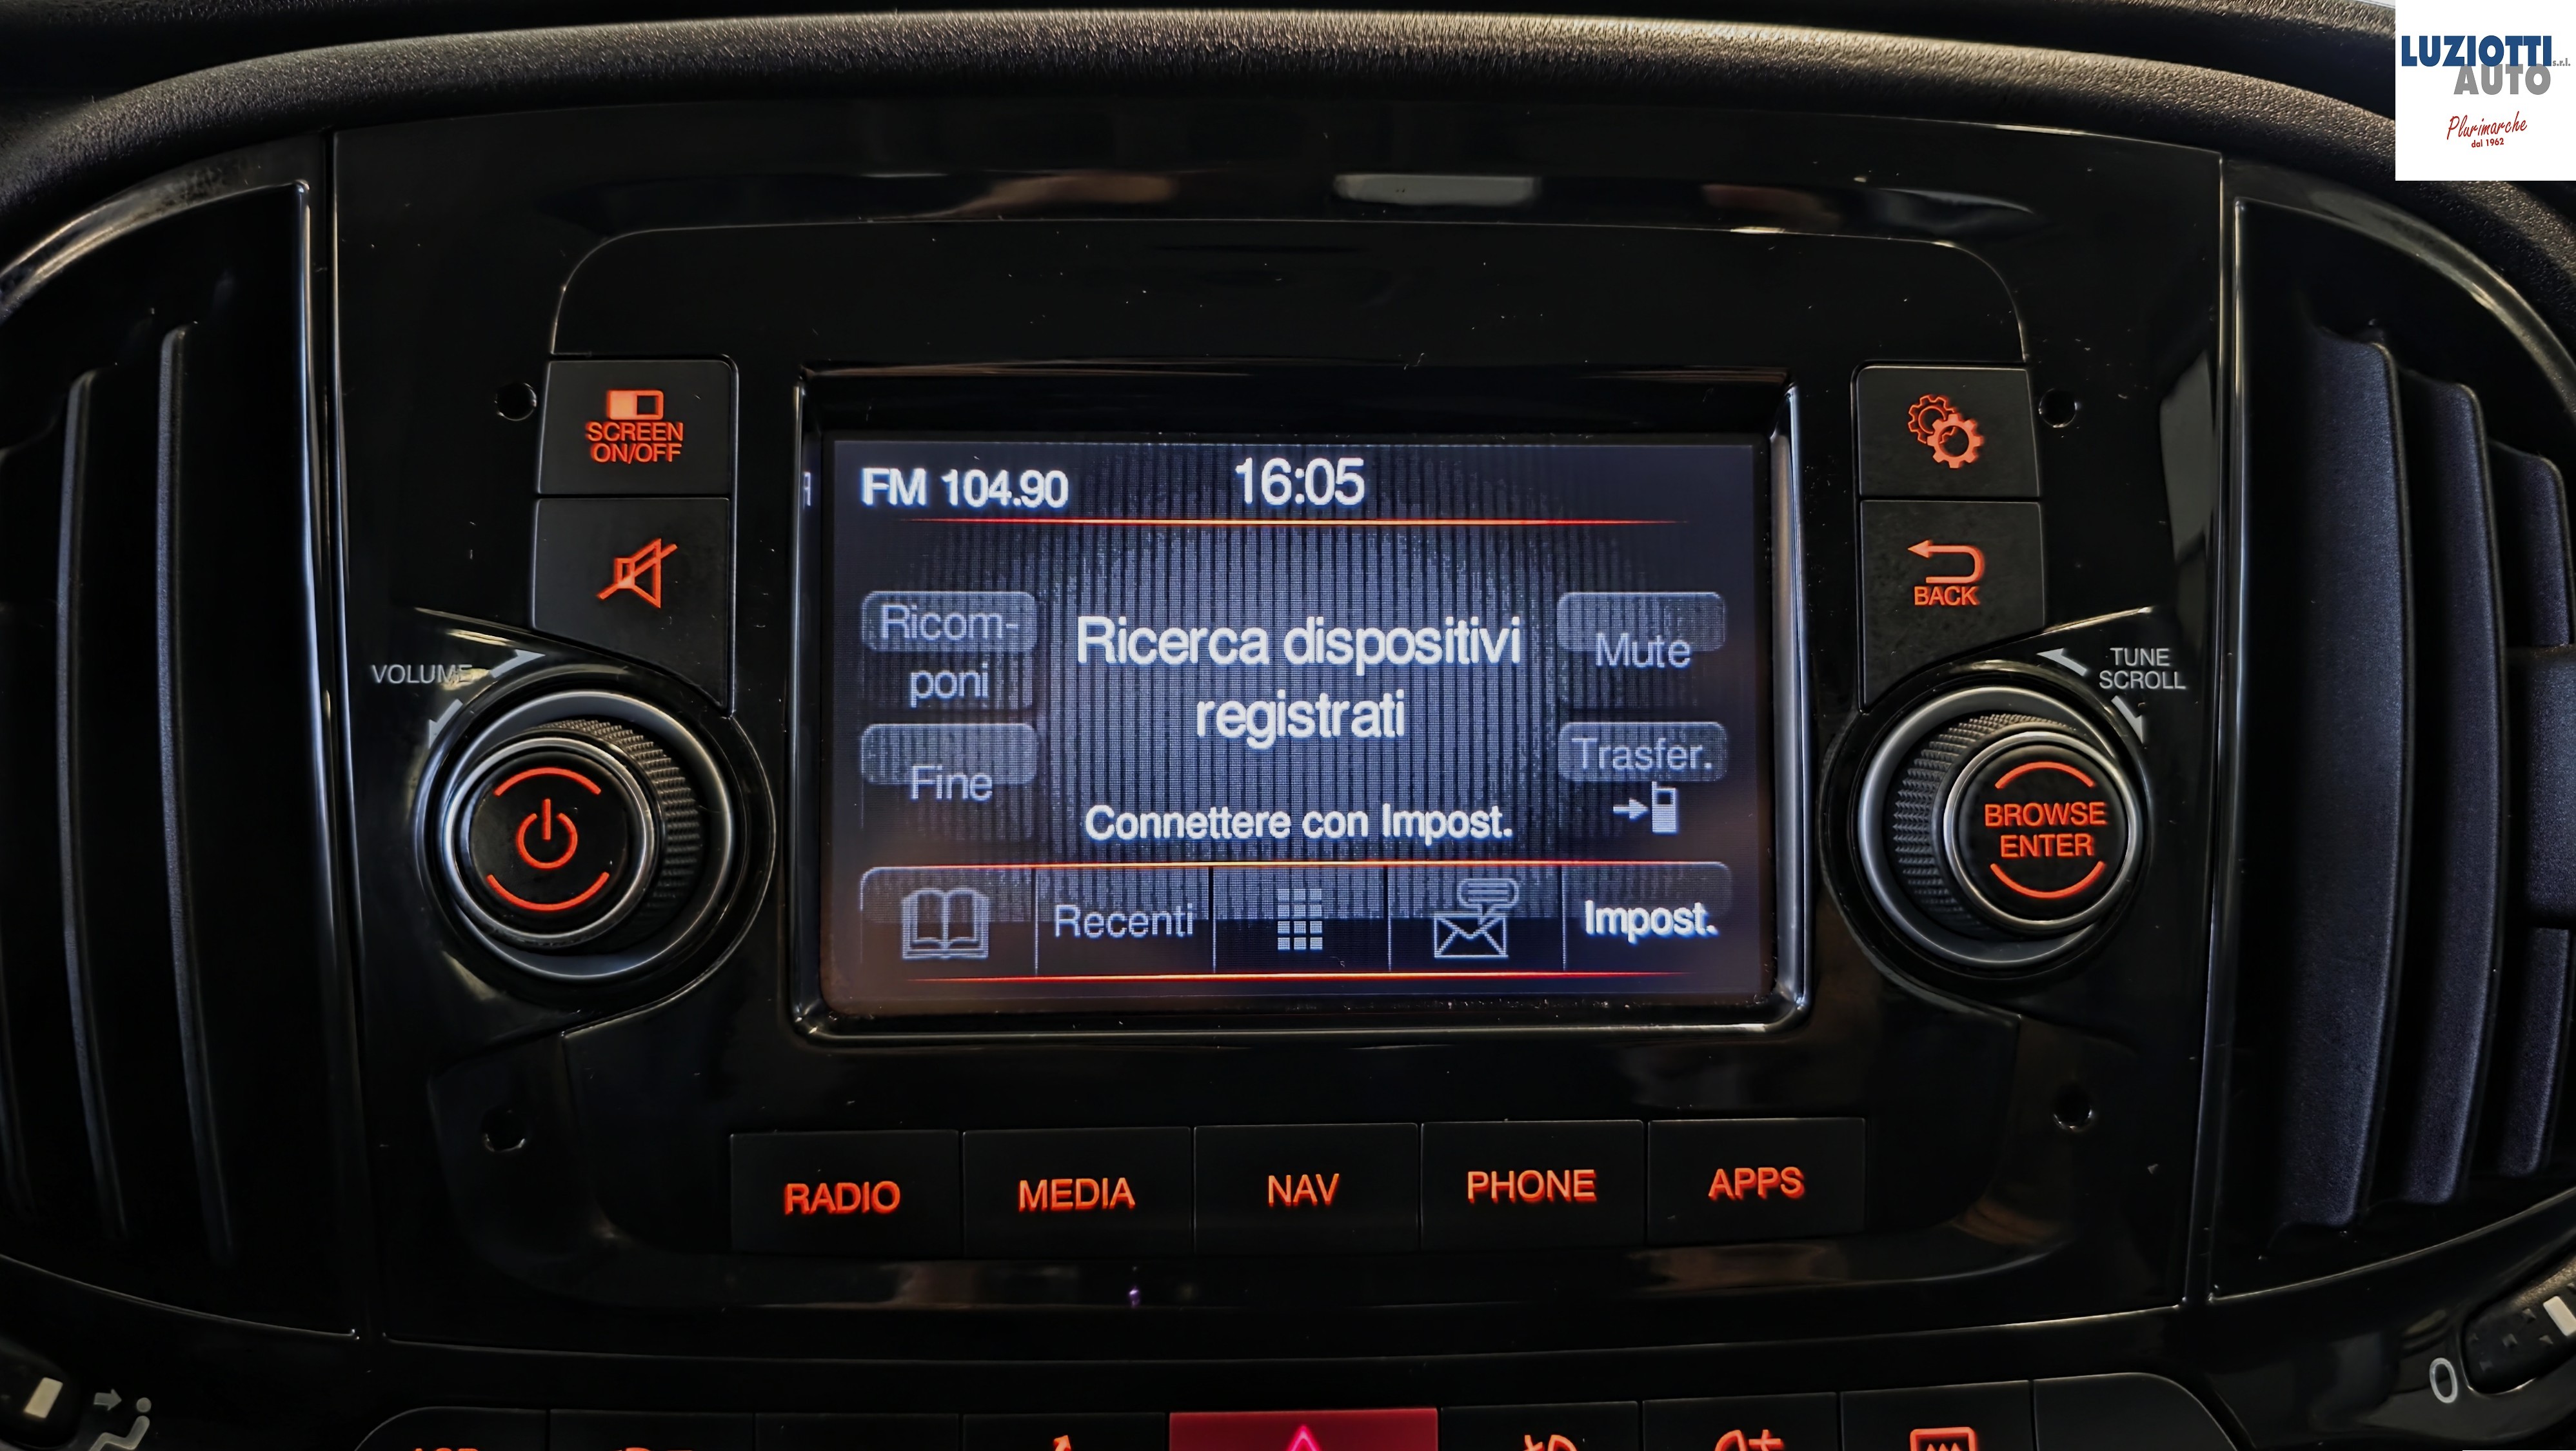 LUZIOTTI s.r.l.
AUTO
Plurimarche
dal 1962
SCREEN
ON/OFF
FM 104.90
16:05
BACK
VOLUME
TUNE
SCROLL
Ricom-
poni
Ricerca dispositivi
registrati
Mute
Fine
Trasfer.
Connettere con Impost.
BROWSE
ENTER
Recenti
Impost.
RADIO
MEDIA
NAV
PHONE
APPS
0